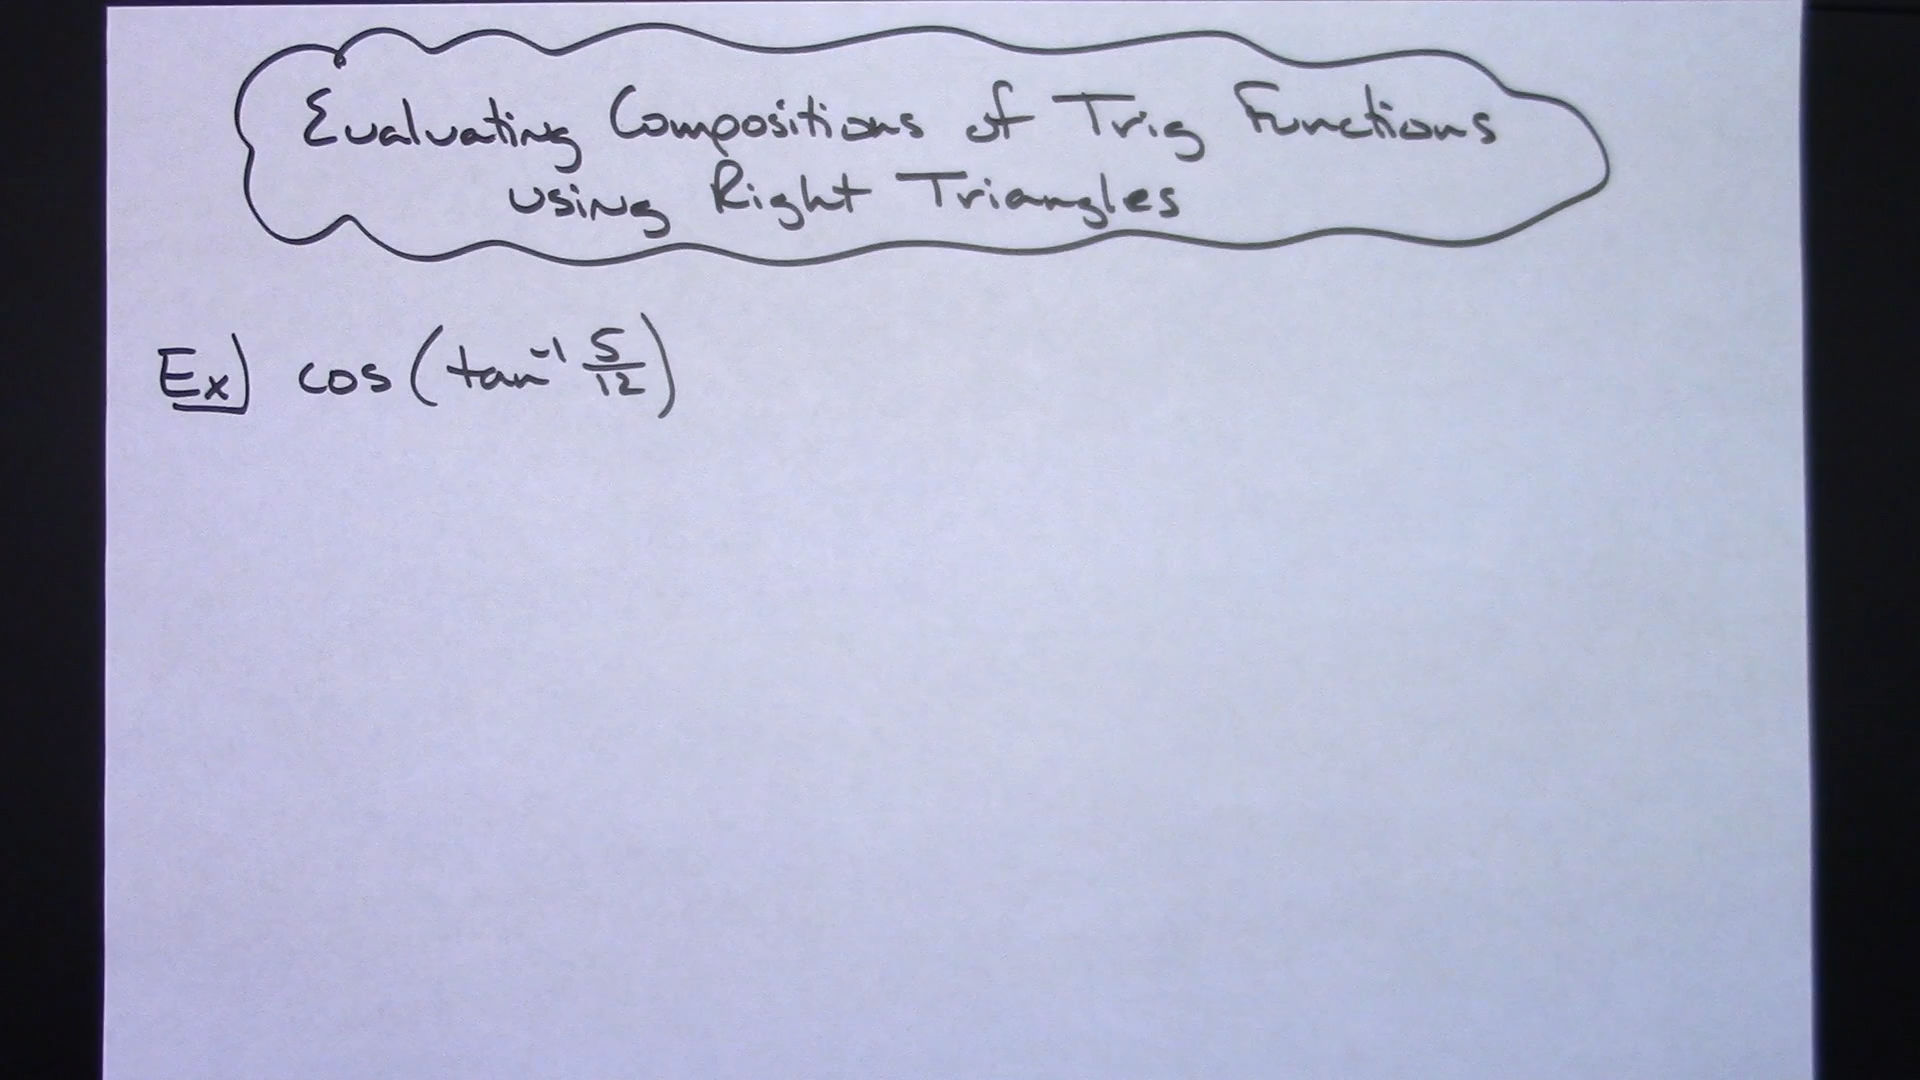 Evaluating Compositions of Trig Functions
using Right Triangles
Ex) cos(tan⁻¹ 5/12)